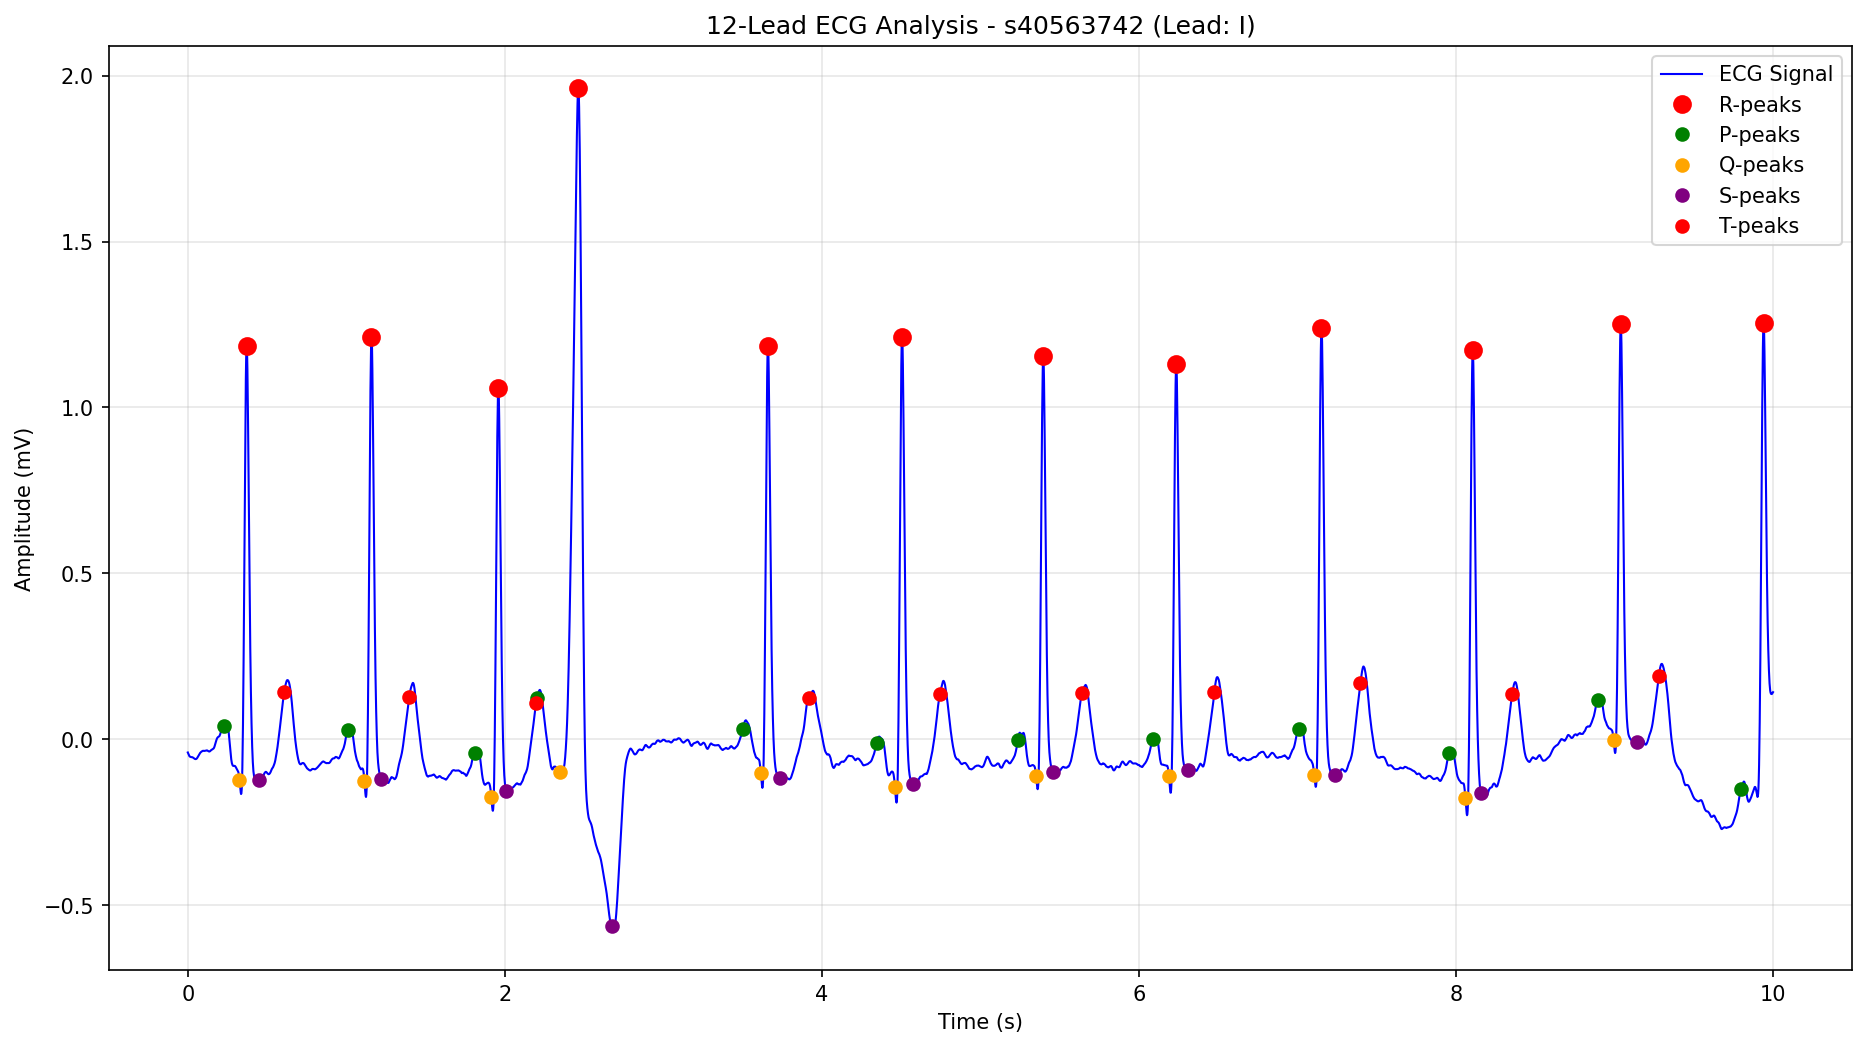 12-Lead ECG Analysis - s40563742 (Lead: I)
ECG Signal
R-peaks
P-peaks
Q-peaks
S-peaks
T-peaks
Amplitude (mV)
2.0
1.5
1.0
0.5
0.0
−0.5
0
2
4
6
8
10
Time (s)